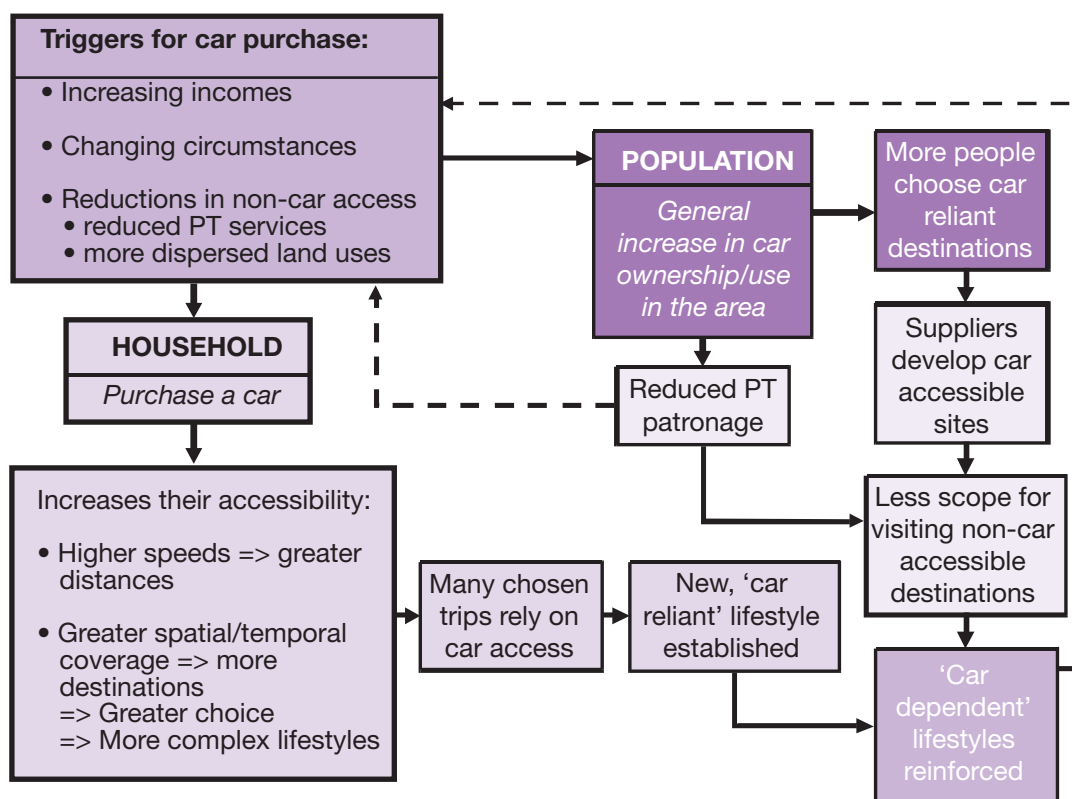 Triggers for car purchase:
• Increasing incomes
• Changing circumstances
• Reductions in non-car access
• reduced PT services
• more dispersed land uses
HOUSEHOLD
Purchase a car
Increases their accessibility:
• Higher speeds => greater
distances
• Greater spatial/temporal
coverage => more
destinations
=> Greater choice
=> More complex lifestyles
Many chosen
trips rely on
car access
New, ‘car
reliant’ lifestyle
established
POPULATION
General
increase in car
ownership/use
in the area
Reduced PT
patronage
More people
choose car
reliant
destinations
Suppliers
develop car
accessible
sites
Less scope for
visiting non-car
accessible
destinations
‘Car
dependent’
lifestyles
reinforced